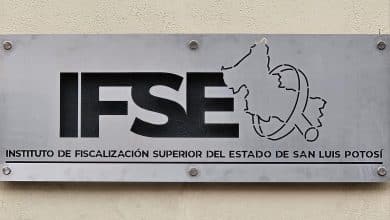 IFSE
INSTITUTO DE FISCALIZACIÓN SUPERIOR DEL ESTADO DE SAN LUIS POTOSÍ